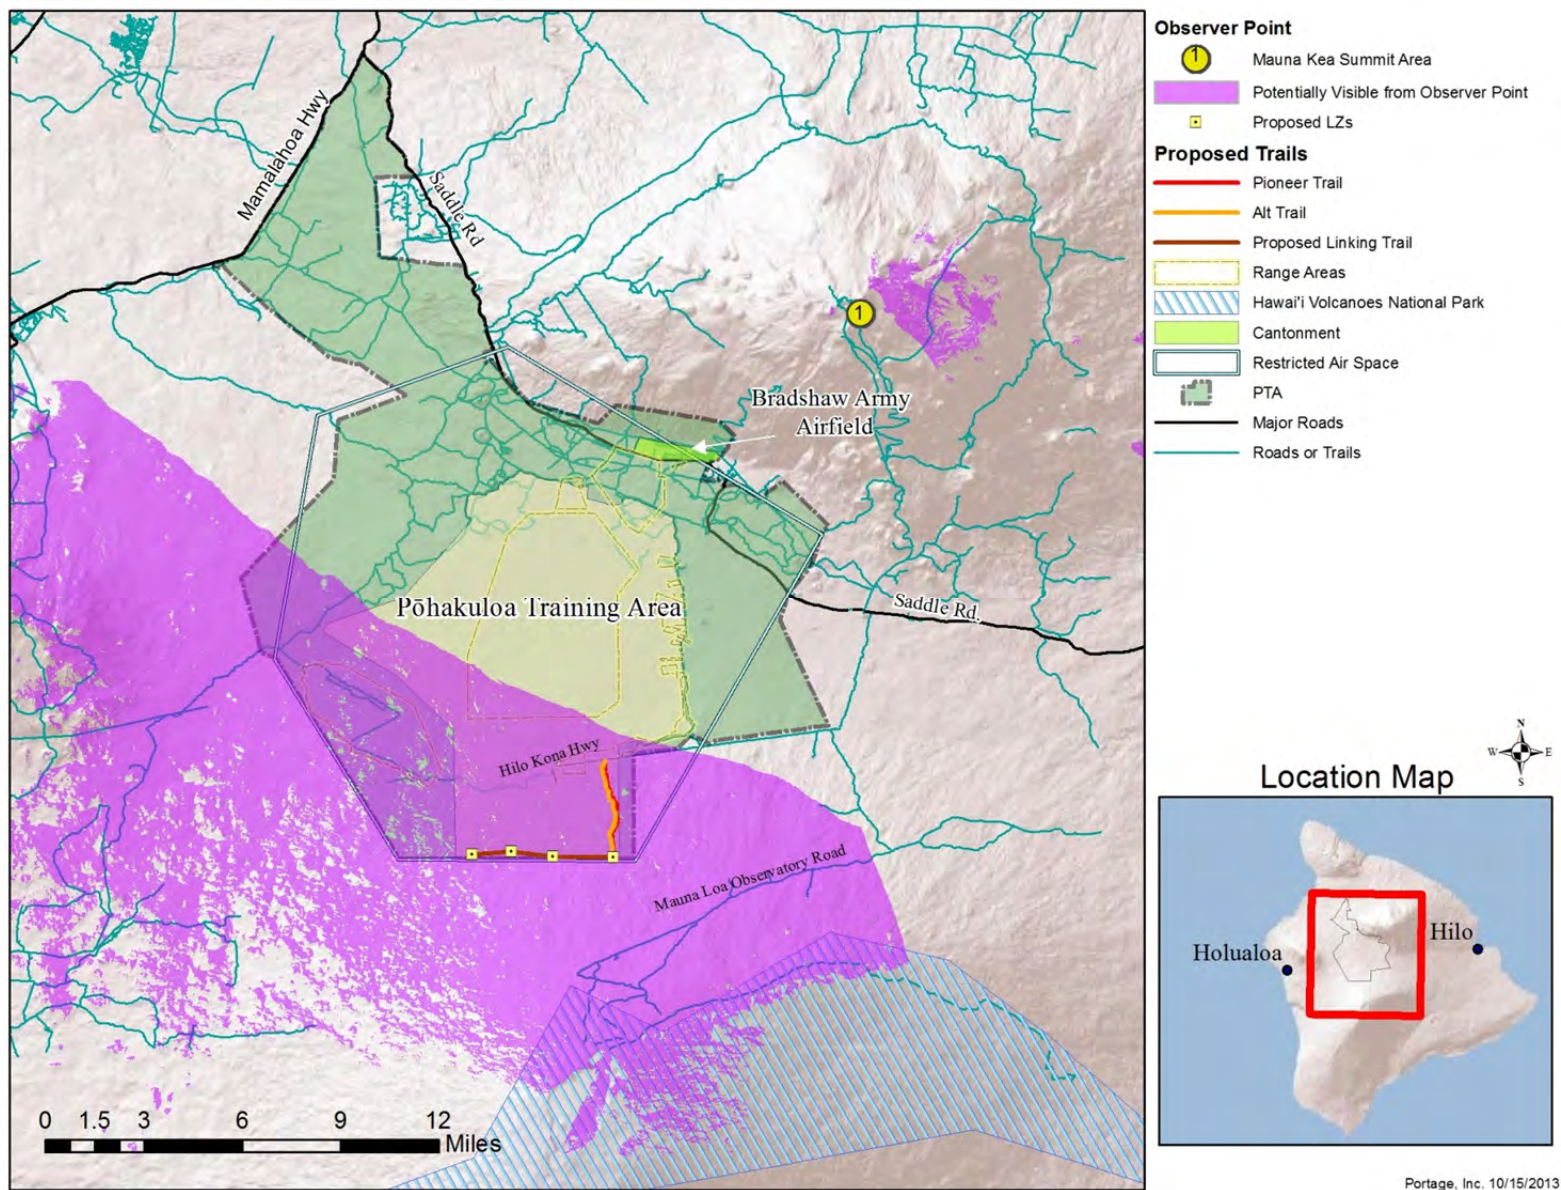 Mamalahoa Hwy
Saddle Rd
1
Bradshaw Army
Airfield
Pōhakuloa Training Area
Saddle Rd.
Hilo Kona Hwy
Mauna Loa Observatory Road
0 1.5 3 6 9 12
Miles
Observer Point
1 Mauna Kea Summit Area
Potentially Visible from Observer Point
Proposed LZs
Proposed Trails
Pioneer Trail
Alt Trail
Proposed Linking Trail
Range Areas
Hawai'i Volcanoes National Park
Cantonment
Restricted Air Space
PTA
Major Roads
Roads or Trails
N
W E
S
Location Map
Hilo
Holualoa
Portage, Inc. 10/15/2013